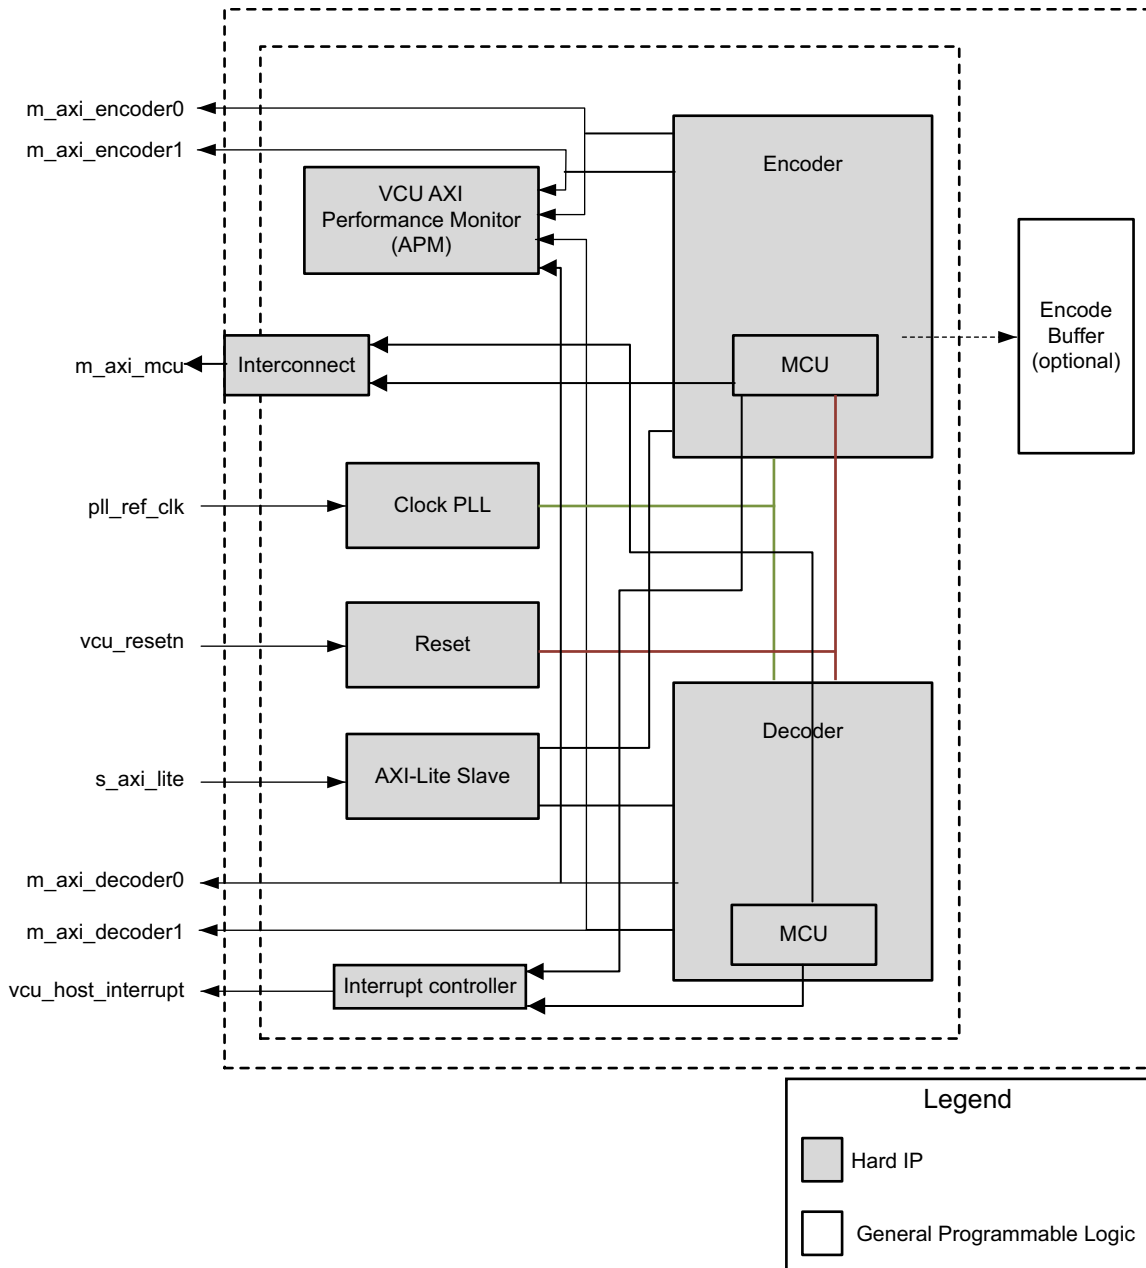 m_axi_encoder0
m_axi_encoder1
VCU AXI
Performance Monitor
(APM)
Encoder
Encode
Buffer
(optional)
m_axi_mcu
Interconnect
MCU
pll_ref_clk
Clock PLL
vcu_resetn
Reset
Decoder
s_axi_lite
AXI-Lite Slave
m_axi_decoder0
m_axi_decoder1
MCU
vcu_host_interrupt
Interrupt controller
Legend
Hard IP
General Programmable Logic